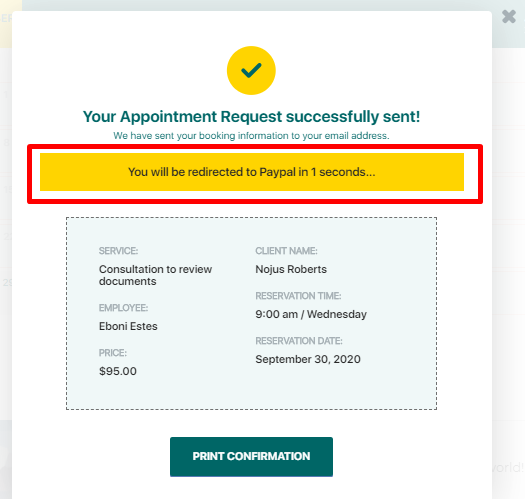 Your Appointment Request successfully sent!
We have sent your booking information to your email address.
You will be redirected to Paypal in 1 seconds...
SERVICE:
Consultation to review
documents
EMPLOYEE:
Eboni Estes
PRICE:
$95.00
CLIENT NAME:
Nojus Roberts
RESERVATION TIME:
9:00 am / Wednesday
RESERVATION DATE:
September 30, 2020
PRINT CONFIRMATION